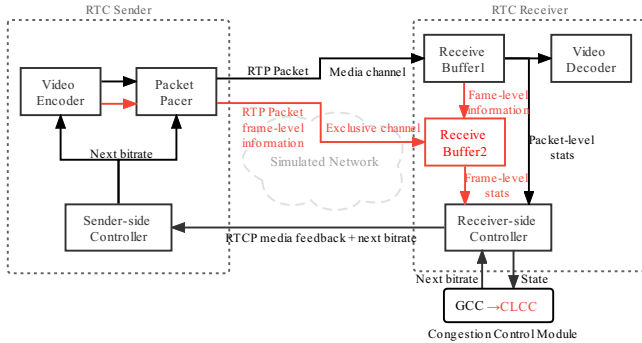 RTC Sender
RTC Receiver
Video
Encoder
Packet
Pacer
RTP Packet
Media channel
Receive
Buffer1
Video
Decoder
RTP Packet
frame-level
information
Exclusive channel
Simulated Network
Fame-level
information
Receive
Buffer2
Packet-level
stats
Frame-level
stats
Next bitrate
Sender-side
Controller
Receiver-side
Controller
RTCP media feedback + next bitrate
Next bitrate
State
GCC →CLCC
Congestion Control Module